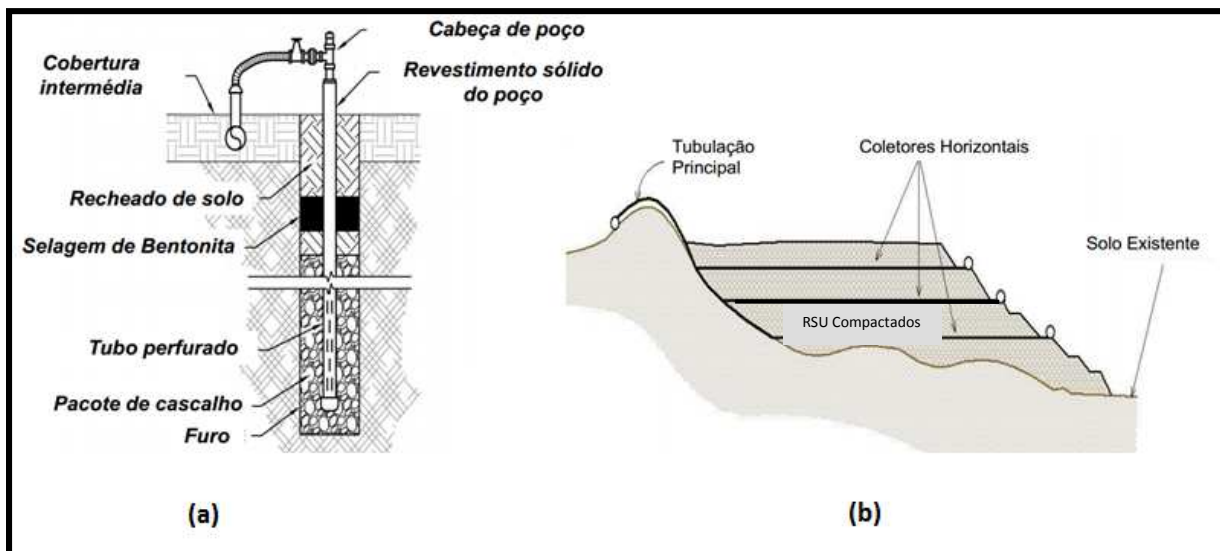 Cabeça de poço
Cobertura
intermédia
Revestimento sólido
do poço
Recheado de solo
Selagem de Bentonita
Tubo perfurado
Pacote de cascalho
Furo
(a)
Tubulação
Principal
Coletores Horizontais
Solo Existente
RSU Compactados
(b)